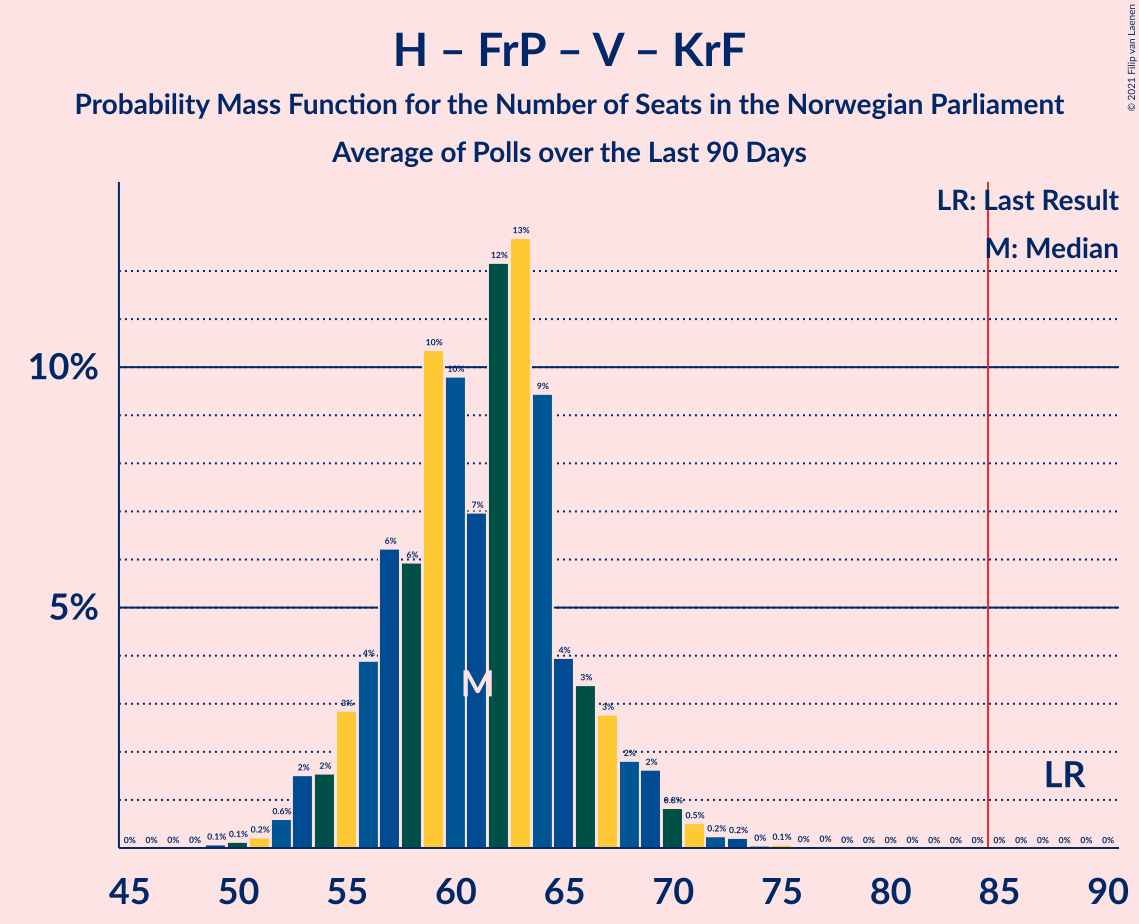 © 2021 Filip van Laenen
H – FrP – V – KrF
Probability Mass Function for the Number of Seats in the Norwegian Parliament
Average of Polls over the Last 90 Days
LR: Last Result
M: Median
10%
5%
0% 0% 0% 0% 0.1% 0.1% 0.2% 0.6% 2% 2% 3% 4% 6% 6% 10% 10% 7% 12% 13% 9% 4% 3% 3% 2% 2% 0.8% 0.5% 0.2% 0.2% 0% 0.1% 0% 0% 0% 0% 0% 0% 0% 0% 0% 0% 0% 0% 0% 0% 0%
M
LR
45 50 55 60 65 70 75 80 85 90